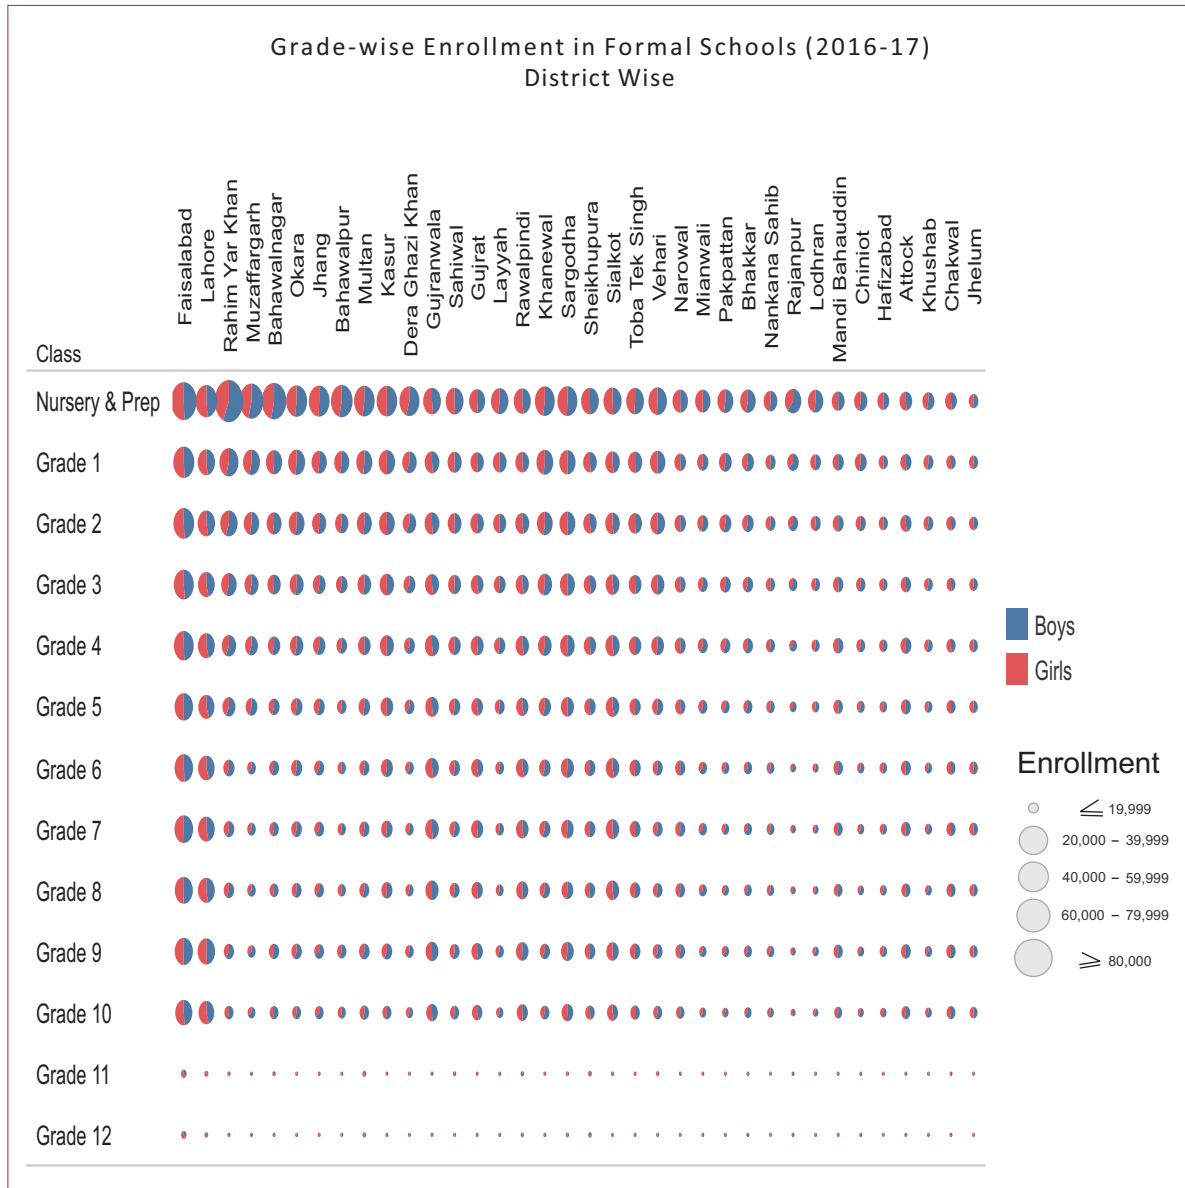 Grade-wise Enrollment in Formal Schools (2016-17)
District Wise
Class
Faisalabad
Lahore
Rahim Yar Khan
Muzaffargarh
Bahawalnagar
Okara
Jhang
Bahawalpur
Multan
Kasur
Dera Ghazi Khan
Gujranwala
Sahiwal
Gujrat
Layyah
Rawalpindi
Khanewal
Sargodha
Sheikhupura
Sialkot
Toba Tek Singh
Vehari
Narowal
Mianwali
Pakpattan
Bhakkar
Nankana Sahib
Rajanpur
Lodhran
Mandi Bahauddin
Chiniot
Hafizabad
Attock
Khushab
Chakwal
Jhelum
Nursery & Prep
Grade 1
Grade 2
Grade 3
Grade 4
Grade 5
Grade 6
Grade 7
Grade 8
Grade 9
Grade 10
Grade 11
Grade 12
Boys
Girls
Enrollment
≤ 19,999
20,000 – 39,999
40,000 – 59,999
60,000 – 79,999
≥ 80,000